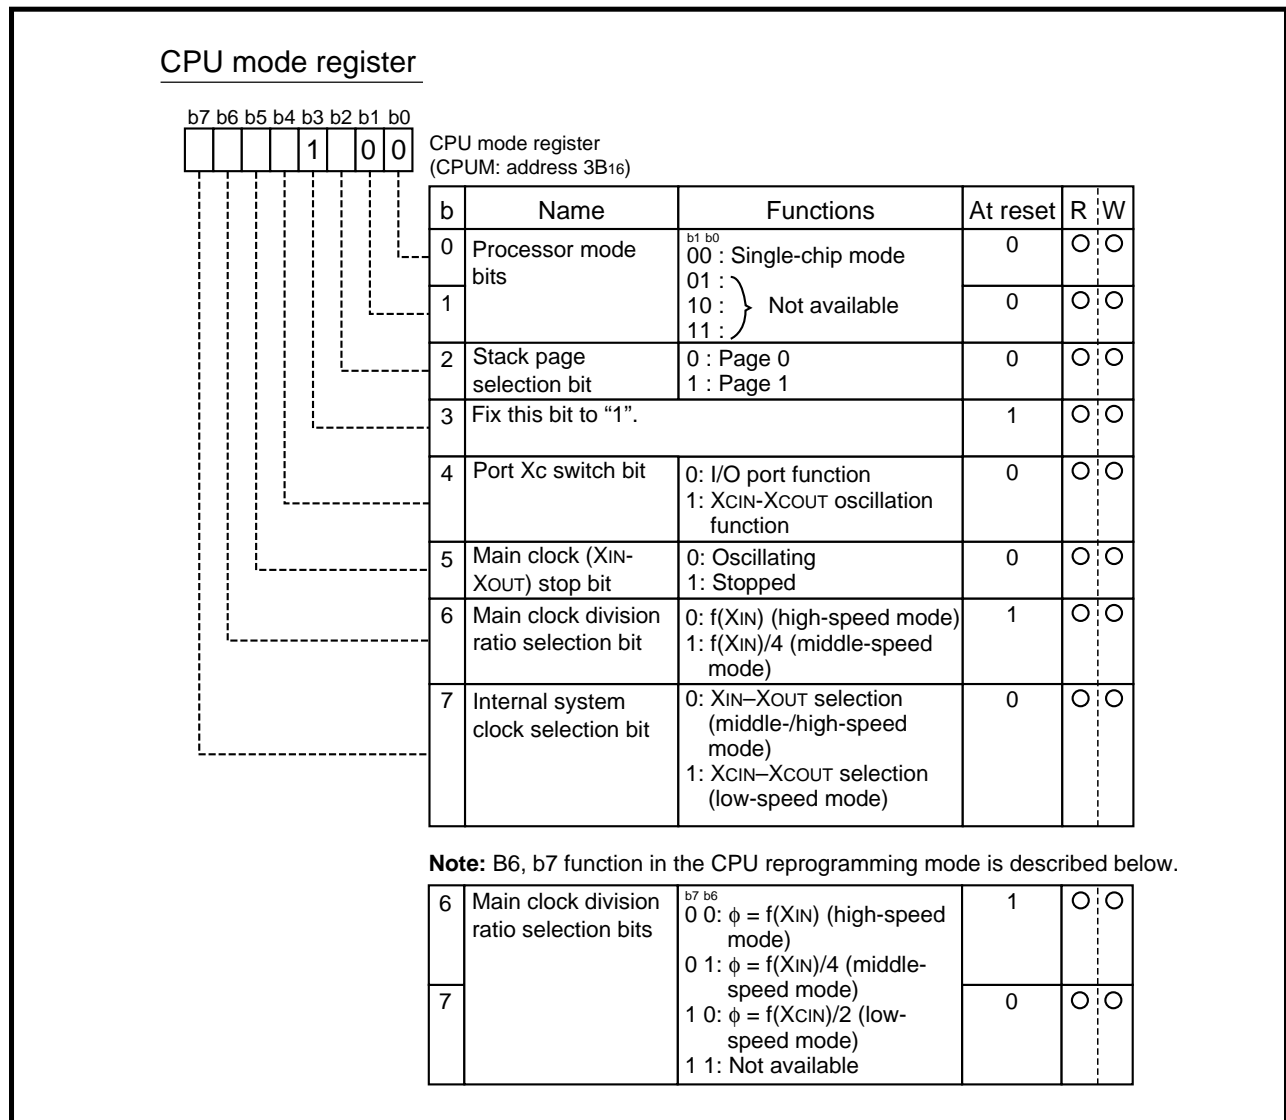 CPU mode register
b7 b6 b5 b4 b3 b2 b1 b0
1 0 0
CPU mode register
(CPUM: address 3B16)
b Name Functions At reset R W
0 Processor mode bits
b1 b0
00 : Single-chip mode
01 :
10 : Not available
11 :
0 ○ ○
1 0 ○ ○
2 Stack page selection bit
0 : Page 0
1 : Page 1
0 ○ ○
3 Fix this bit to “1”. 1 ○ ○
4 Port Xc switch bit
0: I/O port function
1: XCIN-XCOUT oscillation
function
0 ○ ○
5 Main clock (XIN-
XOUT) stop bit
0: Oscillating
1: Stopped
0 ○ ○
6 Main clock division
ratio selection bit
0: f(XIN) (high-speed mode)
1: f(XIN)/4 (middle-speed
mode)
1 ○ ○
7 Internal system
clock selection bit
0: XIN–XOUT selection
(middle-/high-speed
mode)
1: XCIN–XCOUT selection
(low-speed mode)
0 ○ ○
Note: B6, b7 function in the CPU reprogramming mode is described below.
6 Main clock division
ratio selection bits
b7 b6
0 0: ϕ = f(XIN) (high-speed
mode)
0 1: ϕ = f(XIN)/4 (middle-
speed mode)
1 ○ ○
7
1 0: ϕ = f(XCIN)/2 (low-
speed mode)
1 1: Not available
0 ○ ○